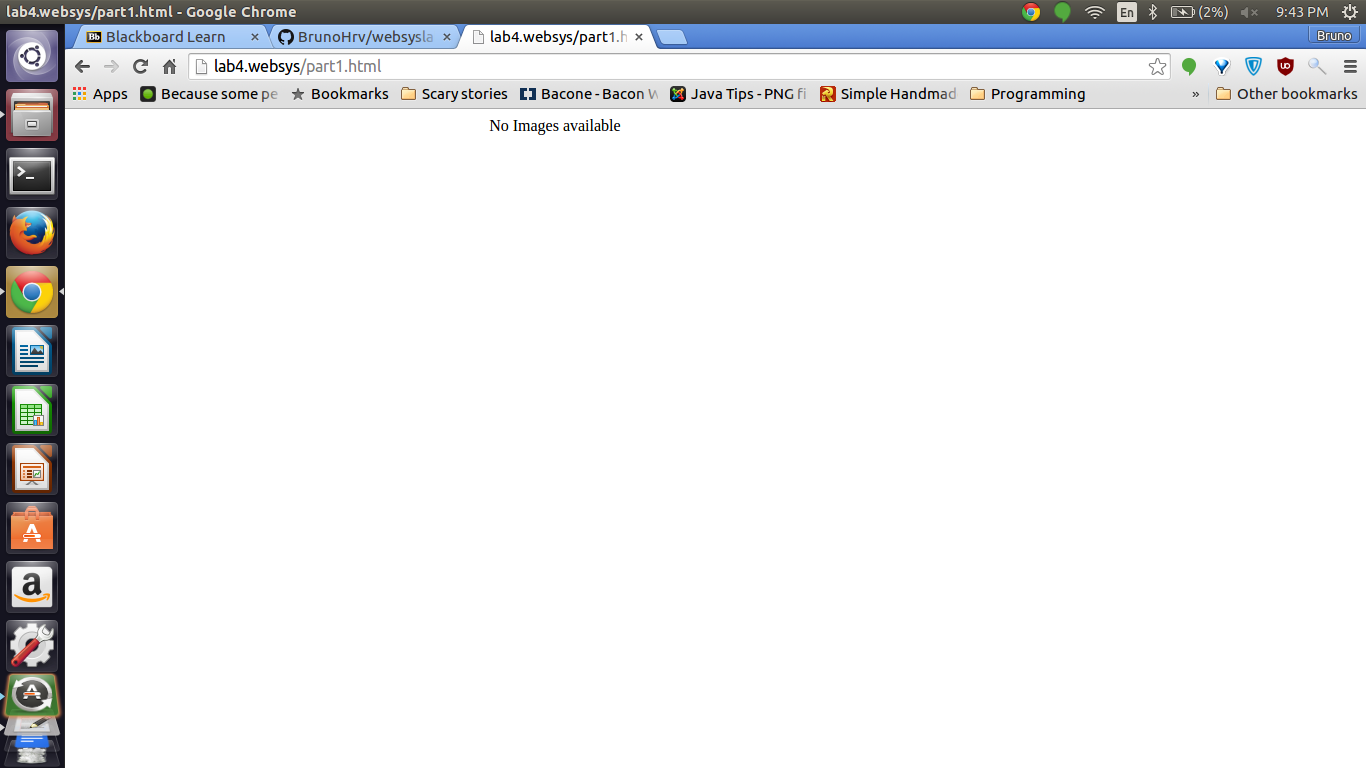 lab4.websys/part1.html - Google Chrome
En
(2%)
9:43 PM
Bb Blackboard Learn
BrunoHrv/websysla
lab4.websys/part1.h
Bruno
lab4.websys/part1.html
Apps
Because some pe
Bookmarks
Scary stories
Bacone - Bacon W
Java Tips - PNG fi
Simple Handmad
Programming
»
Other bookmarks
No Images available